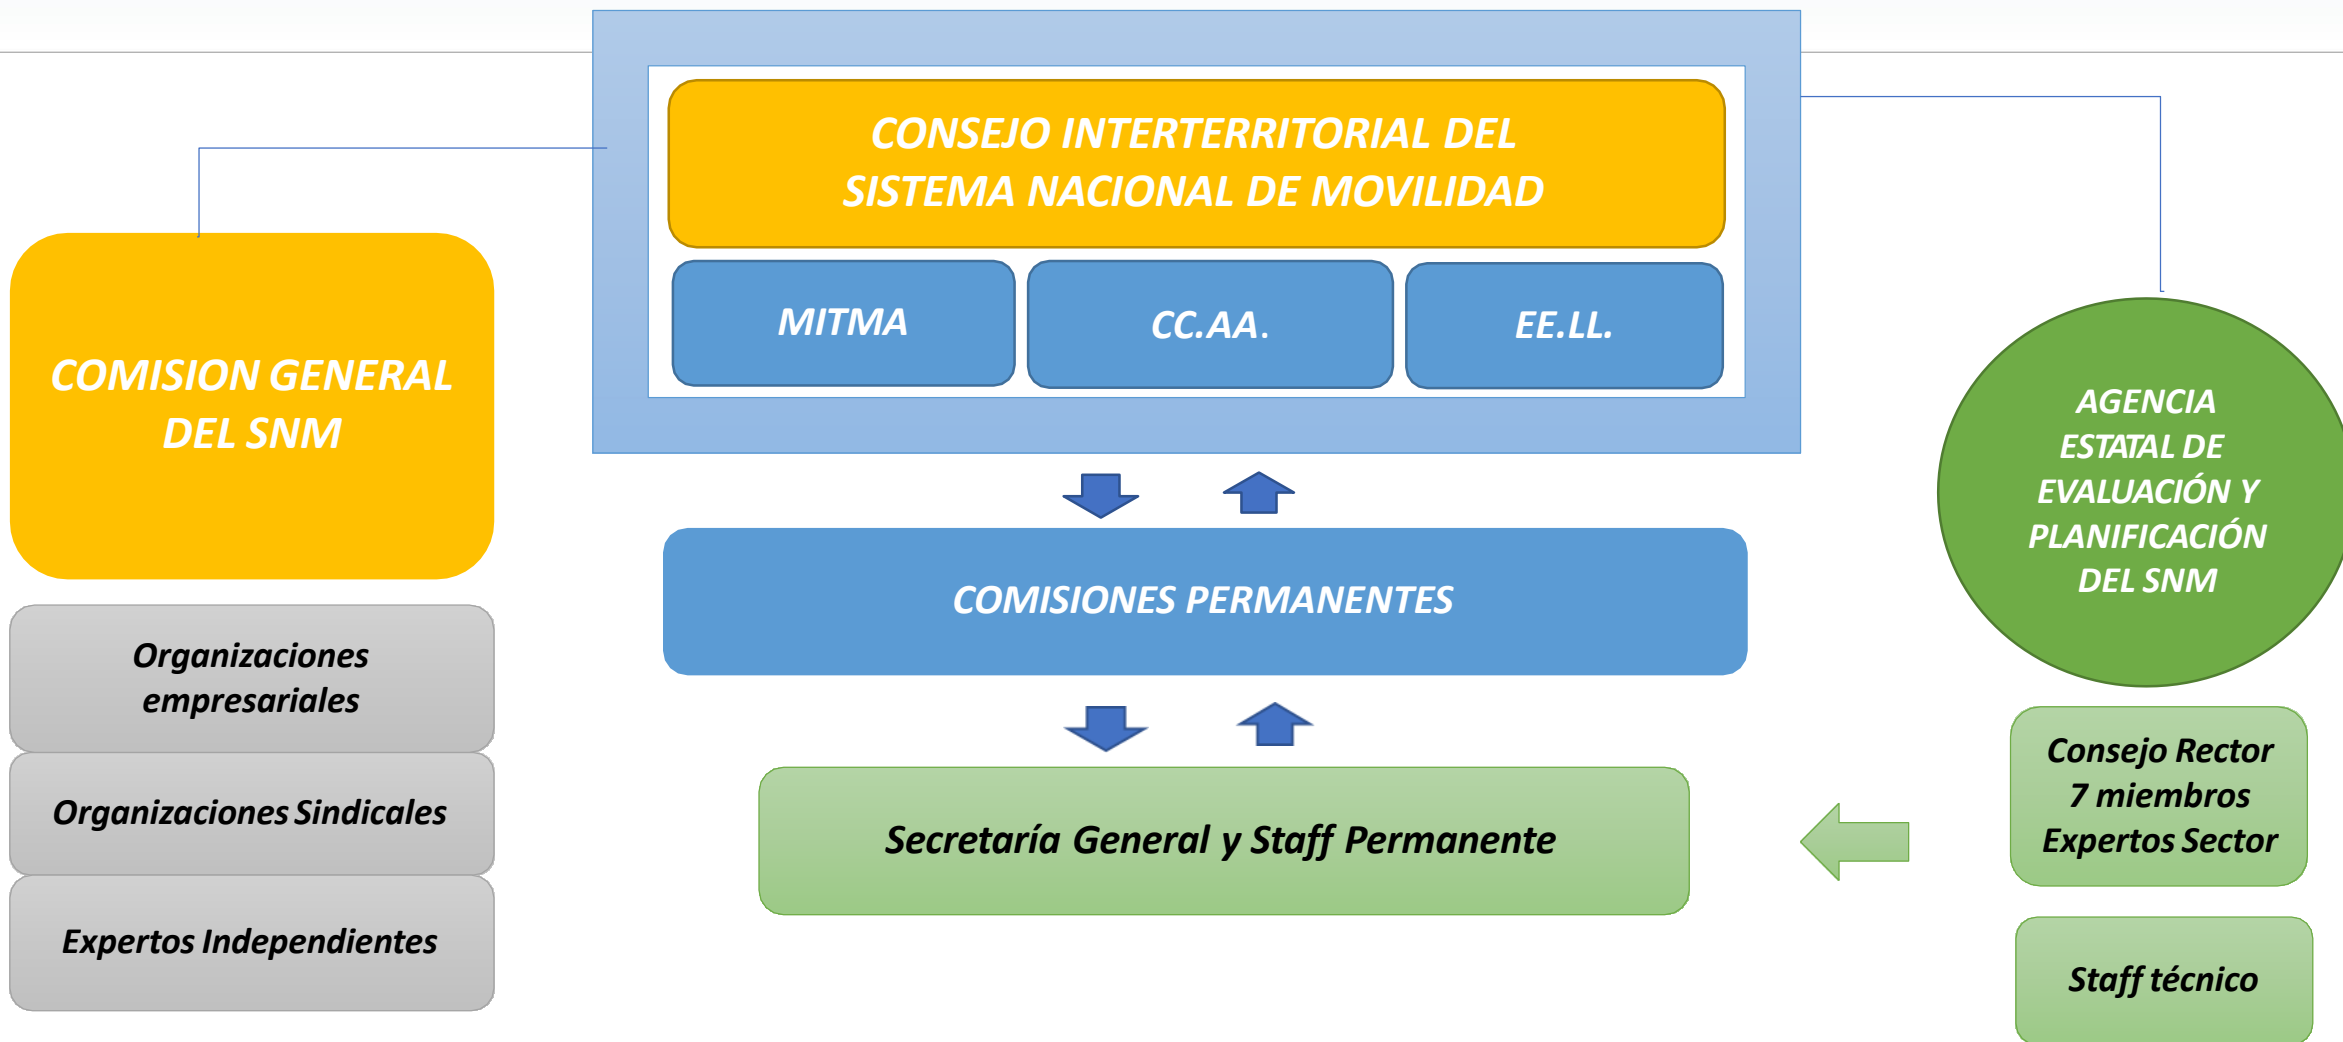 CONSEJO INTERTERRITORIAL DEL
SISTEMA NACIONAL DE MOVILIDAD
MITMA
CC.AA.
EE.LL.
COMISION GENERAL
DEL SNM
Organizaciones
empresariales
Organizaciones Sindicales
Expertos Independientes
COMISIONES PERMANENTES
Secretaría General y Staff Permanente
AGENCIA
ESTATAL DE
EVALUACIÓN Y
PLANIFICACIÓN
DEL SNM
Consejo Rector
7 miembros
Expertos Sector
Staff técnico